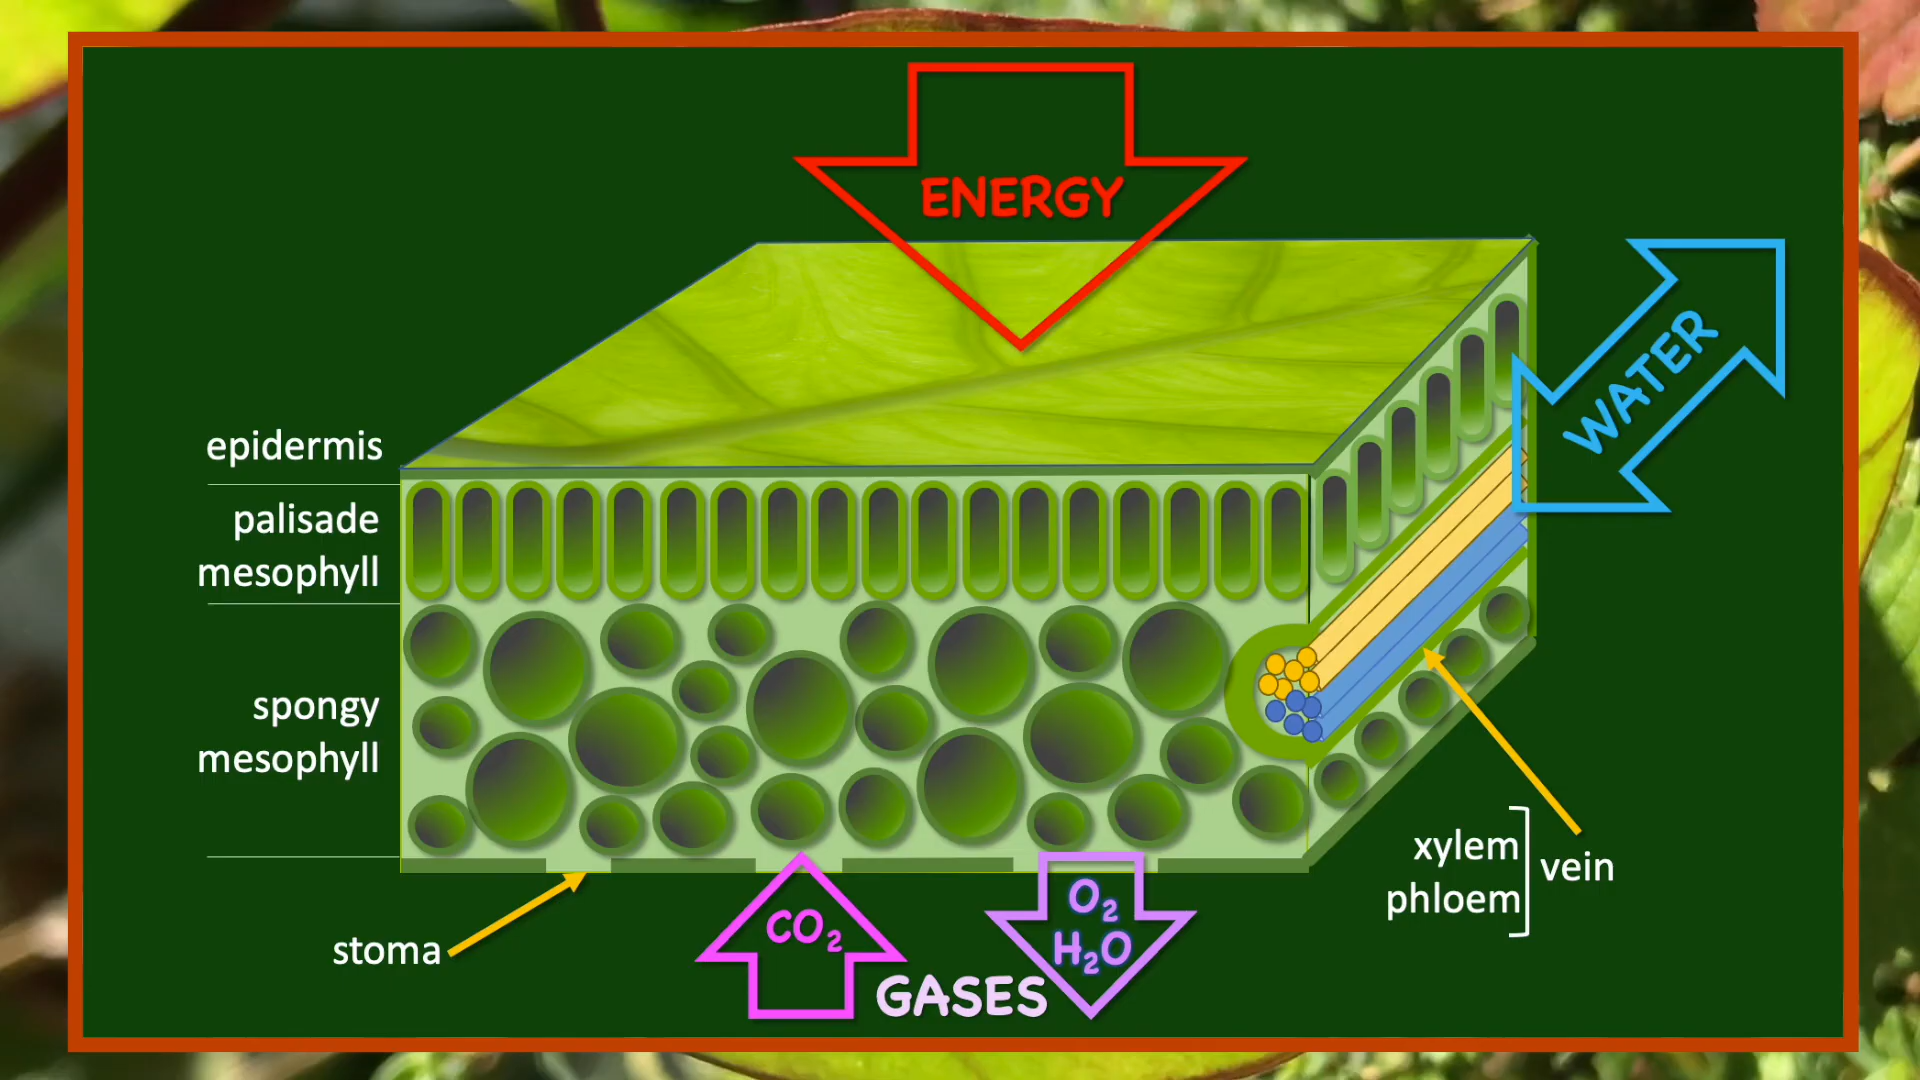 ENERGY
WATER
epidermis
palisade
mesophyll
spongy
mesophyll
xylem
phloem
vein
stoma
CO₂
O₂
H₂O
GASES